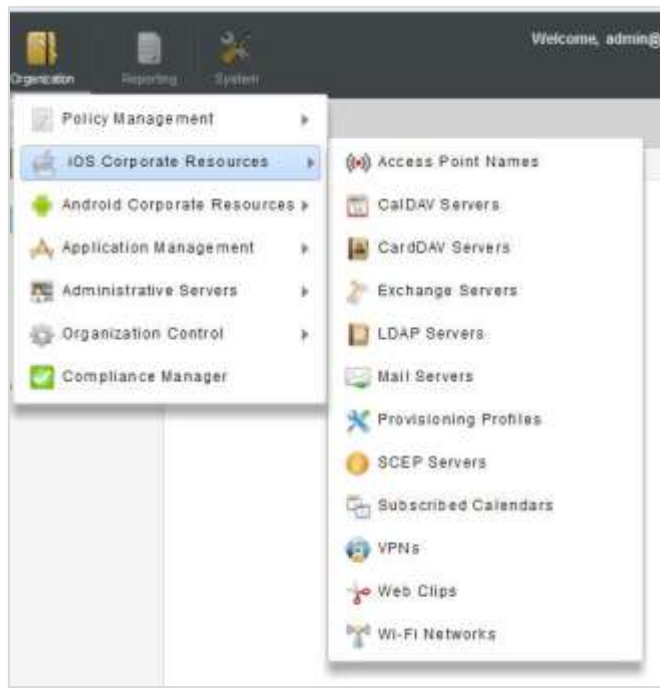 Welcome, admin@
Organization
Reporting
System
Policy Management
iOS Corporate Resources
Android Corporate Resources
Application Management
Administrative Servers
Organization Control
Compliance Manager
Access Point Names
CalDAV Servers
CardDAV Servers
Exchange Servers
LDAP Servers
Mail Servers
Provisioning Profiles
SCEP Servers
Subscribed Calendars
VPNs
Web Clips
Wi-Fi Networks